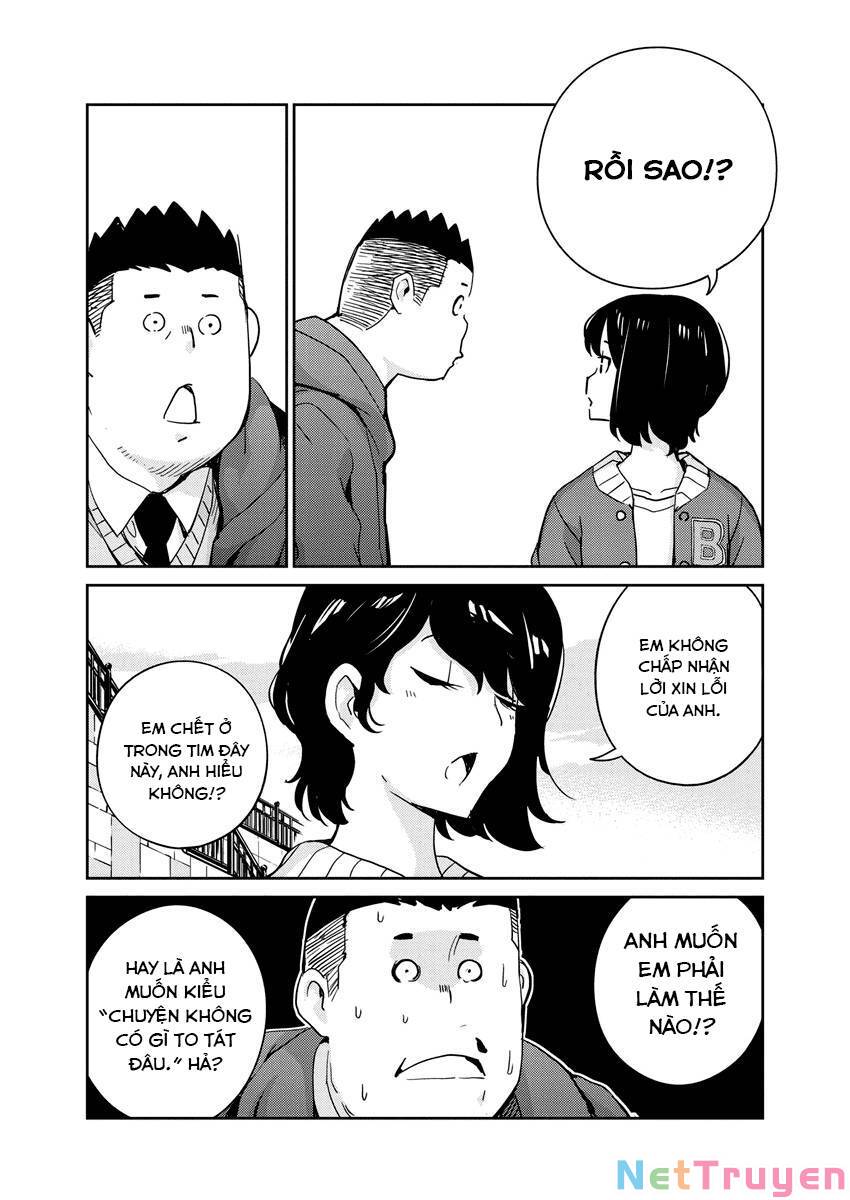 RỒI SAO!?
B
EM KHÔNG
CHẤP NHẬN
LỜI XIN LỖI
CỦA ANH.
EM CHẾT Ở
TRONG TIM ĐÂY
NÀY, ANH HIỂU
KHÔNG!?
ANH MUỐN
EM PHẢI
LÀM THẾ
NÀO!?
HAY LÀ ANH
MUỐN KIỂU
“CHUYỆN KHÔNG
CÓ GÌ TO TÁT
ĐÂU.“ HẢ?
NetTruyen